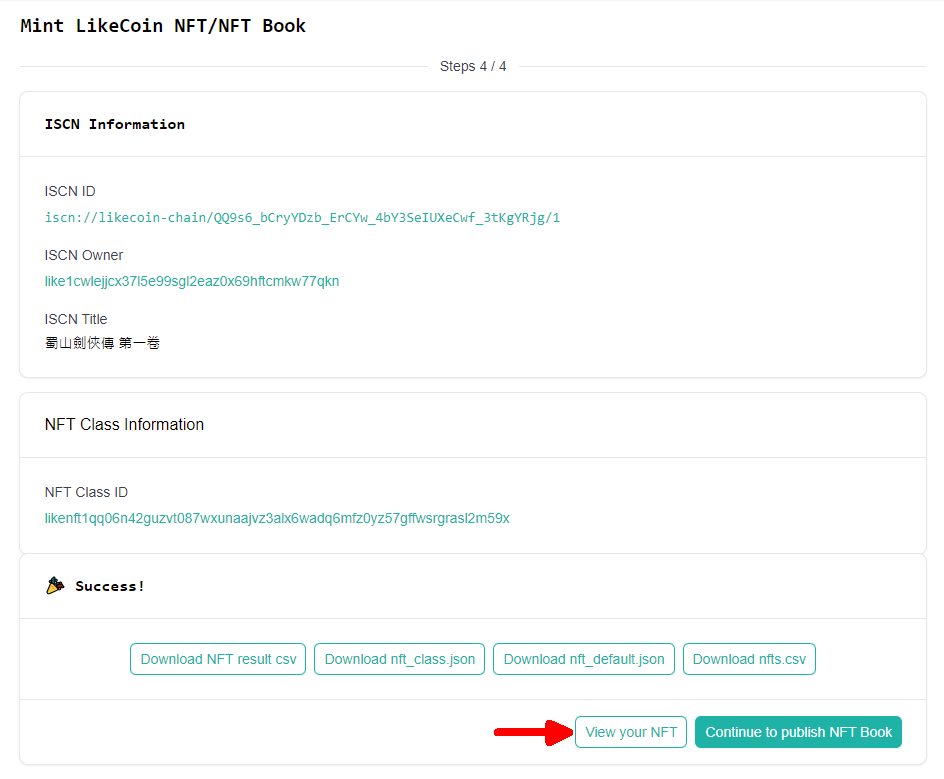 Mint LikeCoin NFT/NFT Book
Steps 4 / 4
ISCN Information
ISCN ID
iscn://likecoin-chain/QQ9s6_bCryYDzb_ErCYw_4bY3SeIUXeCwf_3tKgYRjg/1
ISCN Owner
like1cwlejjcx37l5e99sgl2eaz0x69hftcmkw77qkn
ISCN Title
蜀山劍俠傳 第一卷
NFT Class Information
NFT Class ID
likenft1qq06n42guzvt087wxunaajvz3alx6wadq6mfz0yz57gffwsrgrasl2m59x
Success!
Download NFT result csv Download nft_class.json Download nft_default.json Download nfts.csv
View your NFT Continue to publish NFT Book